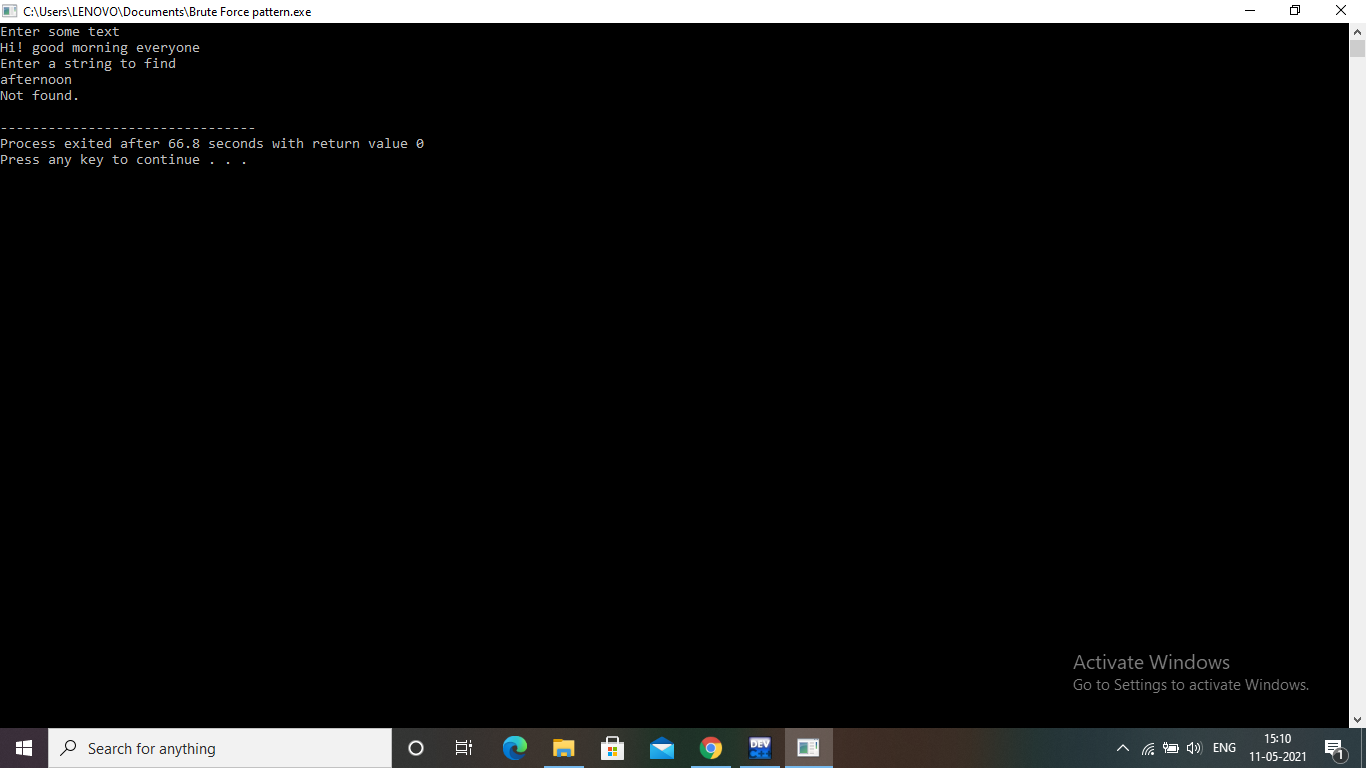 C:\Users\LENOVO\Documents\Brute Force pattern.exe
Enter some text
Hi! good morning everyone
Enter a string to find
afternoon
Not found.
--------------------------------
Process exited after 66.8 seconds with return value 0
Press any key to continue . . .
Activate Windows
Go to Settings to activate Windows.
Search for anything
DEV
ENG
15:10
11-05-2021
1